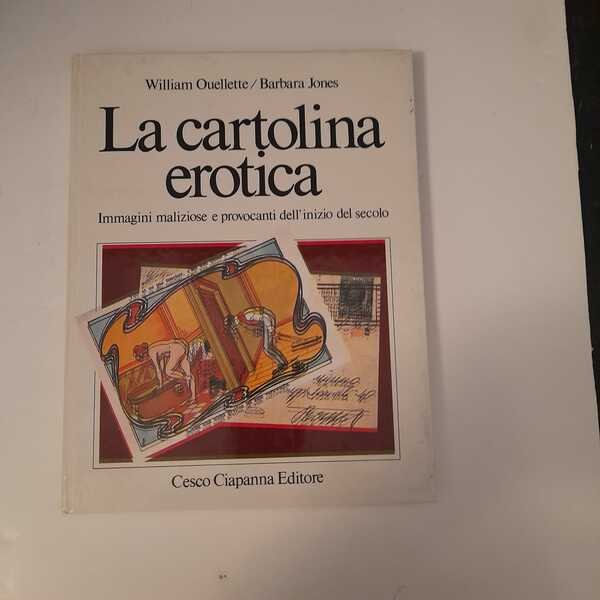 William Ouellette / Barbara Jones
La cartolina
erotica
Immagini maliziose e provocanti dell'inizio del secolo
Cesco Ciapanna Editore